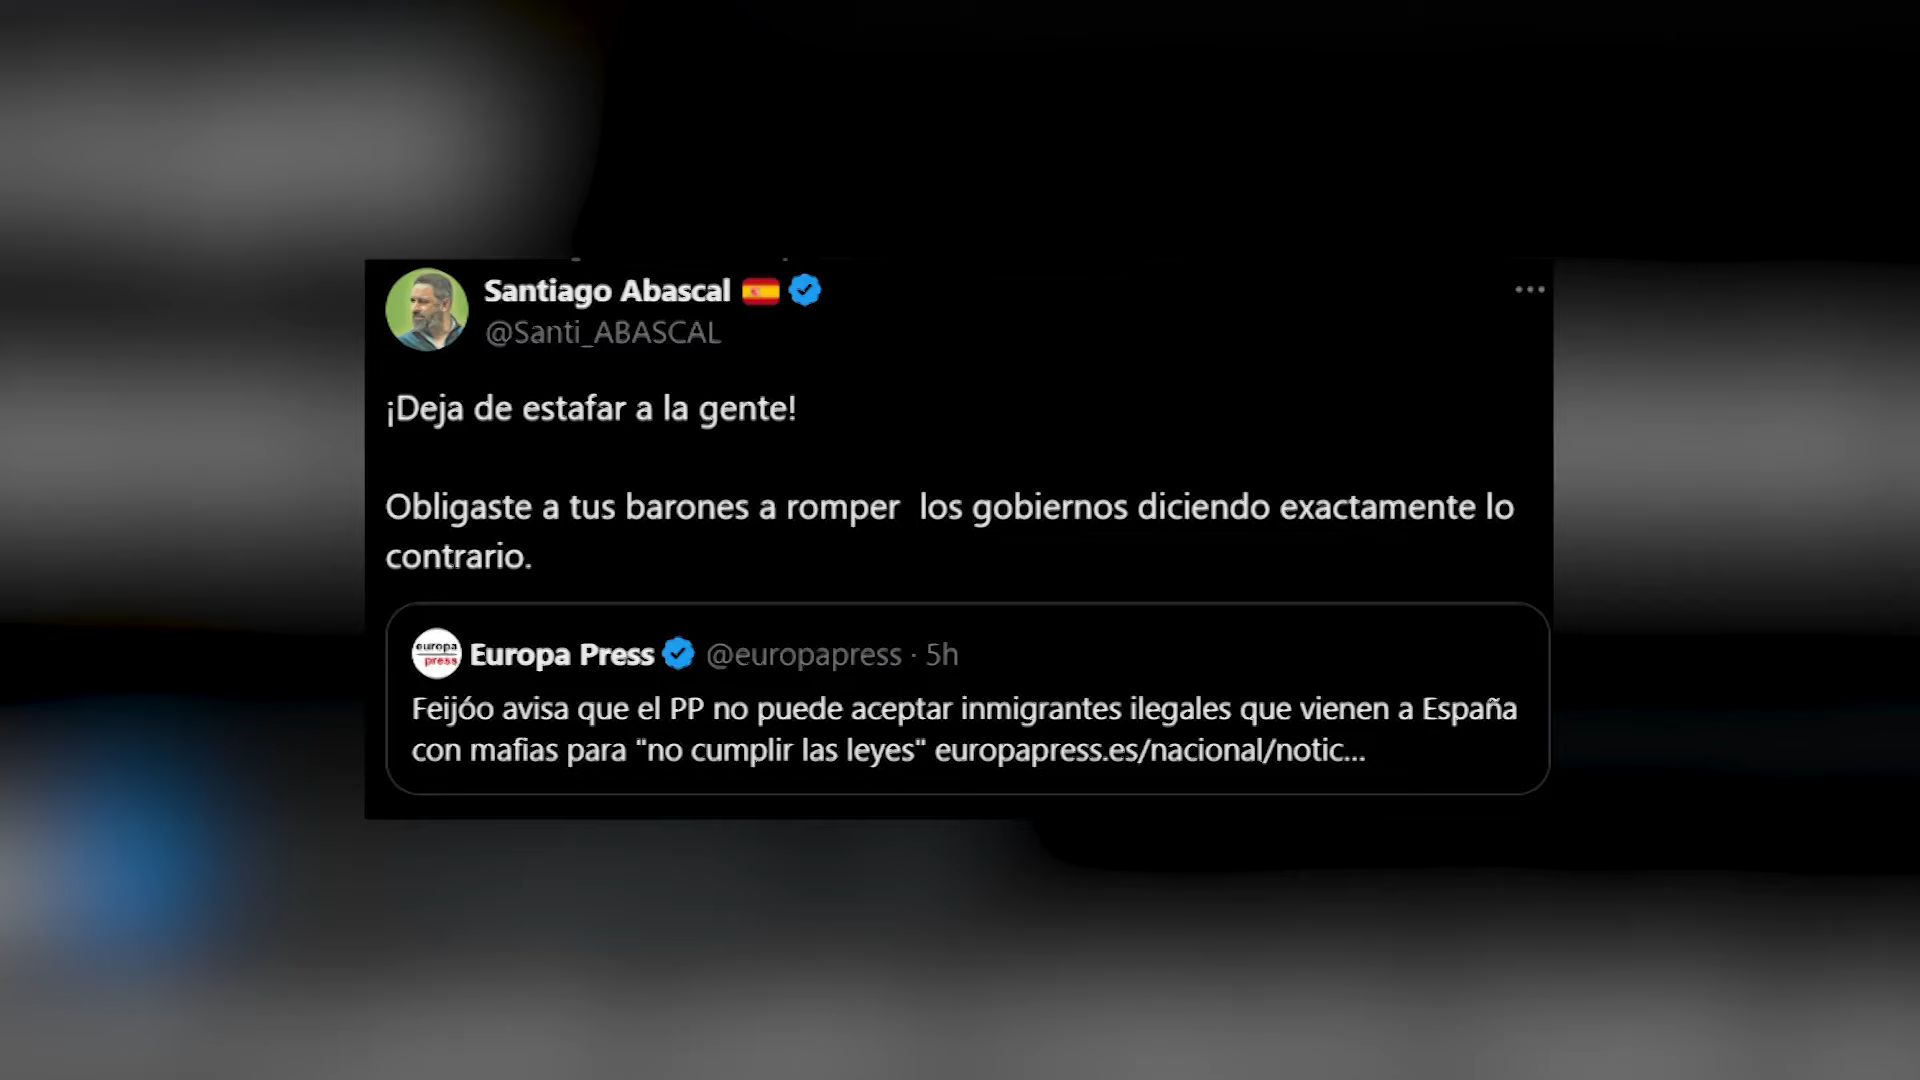 Santiago Abascal
@Santi_ABASCAL
¡Deja de estafar a la gente!
Obligaste a tus barones a romper  los gobiernos diciendo exactamente lo
contrario.
europa
press
Europa Press @europapress · 5h
Feijóo avisa que el PP no puede aceptar inmigrantes ilegales que vienen a España
con mafias para "no cumplir las leyes" europapress.es/nacional/notic...